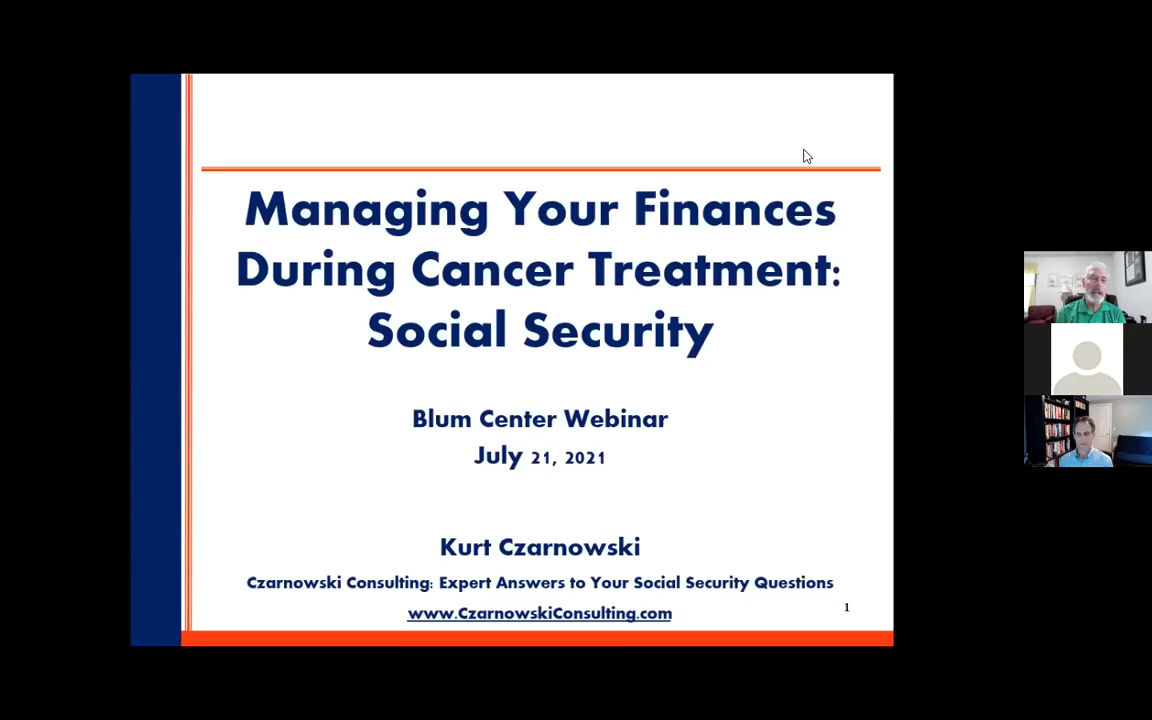 Managing Your Finances
During Cancer Treatment:
Social Security
Blum Center Webinar
July 21, 2021
Kurt Czarnowski
Czarnowski Consulting: Expert Answers to Your Social Security Questions
www.CzarnowskiConsulting.com
1